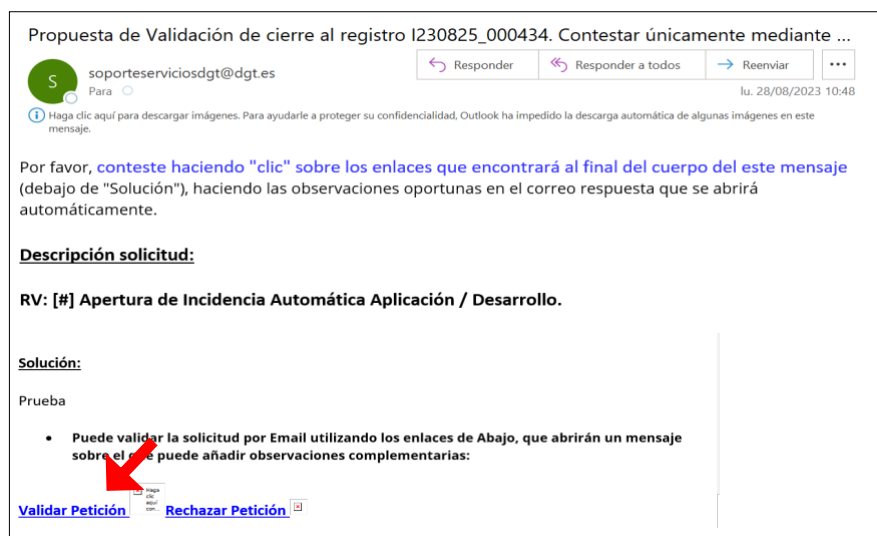 Propuesta de Validación de cierre al registro I230825_000434. Contestar únicamente mediante ...
S
soporteserviciosdgt@dgt.es
Responder
Responder a todos
Reenviar
Para
lu. 28/08/2023 10:48
Haga clic aquí para descargar imágenes. Para ayudarle a proteger su confidencialidad, Outlook ha impedido la descarga automática de algunas imágenes en este
mensaje.
Por favor, conteste haciendo "clic" sobre los enlaces que encontrará al final del cuerpo del este mensaje
(debajo de "Solución"), haciendo las observaciones oportunas en el correo respuesta que se abrirá
automáticamente.
Descripción solicitud:
RV: [#] Apertura de Incidencia Automática Aplicación / Desarrollo.
Solución:
Prueba
• Puede validar la solicitud por Email utilizando los enlaces de Abajo, que abrirán un mensaje
sobre el que puede añadir observaciones complementarias:
Haga
clic
aquí
con...
Validar Petición Rechazar Petición